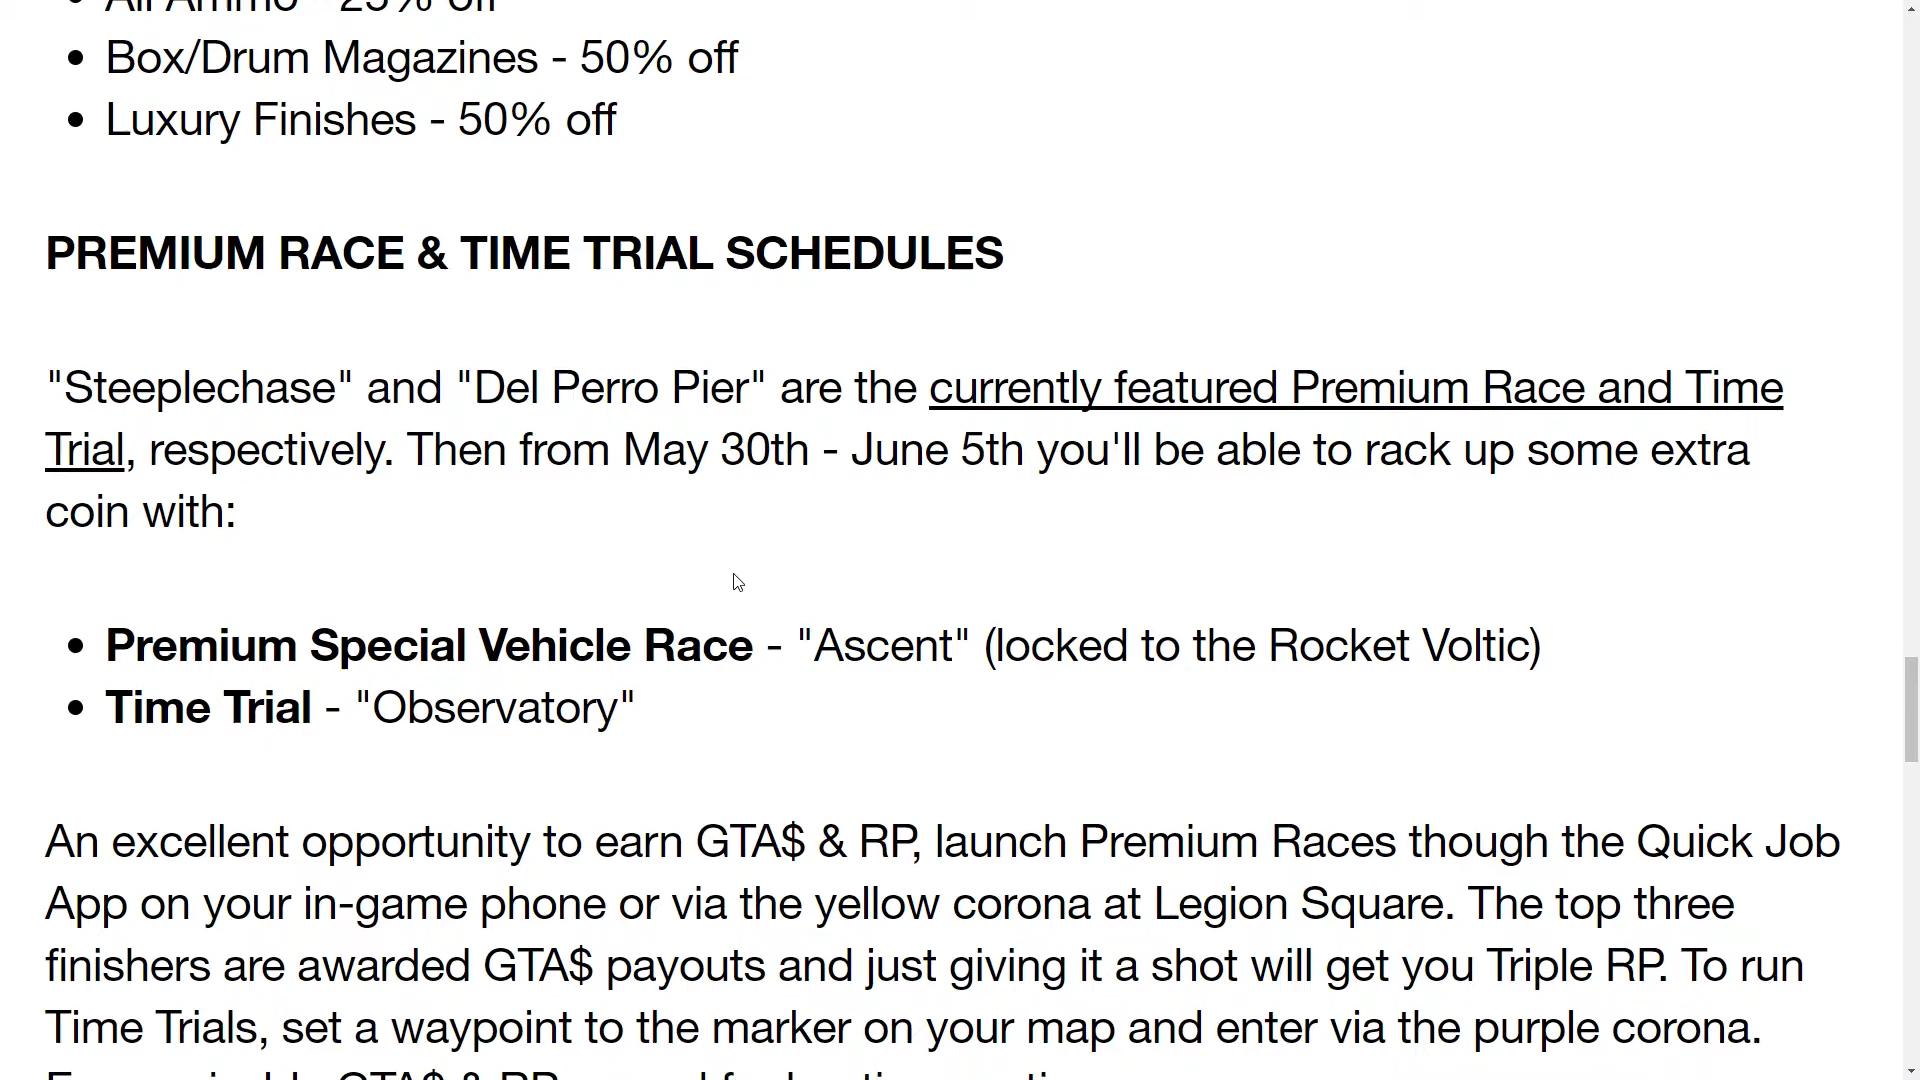 All Ammo - 25% off
• Box/Drum Magazines - 50% off
• Luxury Finishes - 50% off
PREMIUM RACE & TIME TRIAL SCHEDULES
"Steeplechase" and "Del Perro Pier" are the currently featured Premium Race and Time
Trial, respectively. Then from May 30th - June 5th you'll be able to rack up some extra
coin with:
• Premium Special Vehicle Race - "Ascent" (locked to the Rocket Voltic)
• Time Trial - "Observatory"
An excellent opportunity to earn GTA$ & RP, launch Premium Races though the Quick Job
App on your in-game phone or via the yellow corona at Legion Square. The top three
finishers are awarded GTA$ payouts and just giving it a shot will get you Triple RP. To run
Time Trials, set a waypoint to the marker on your map and enter via the purple corona.
GTA$ & RP